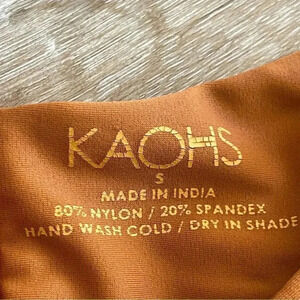 KAOHS
S
MADE IN INDIA
80% NYLON / 20% SPANDEX
HAND WASH COLD / DRY IN SHADE